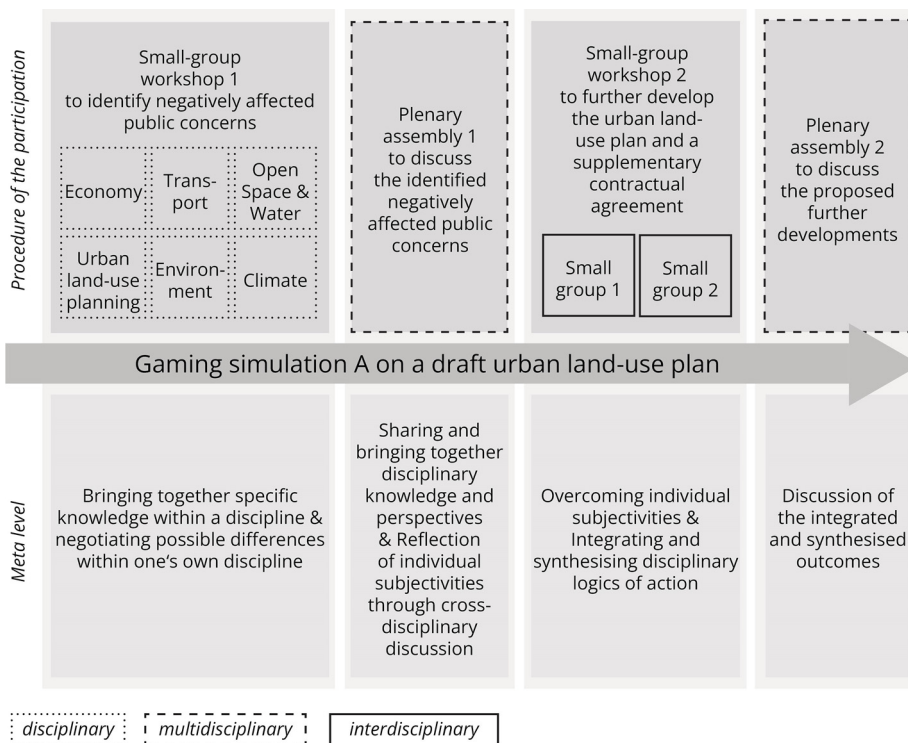 Procedure of the participation
Small-group
workshop 1
to identify negatively affected
public concerns
Economy
Trans-
port
Open
Space &
Water
Urban
land-use
planning
Environ-
ment
Climate
Plenary
assembly 1
to discuss
the identified
negatively
affected public
concerns
Small-group
workshop 2
to further develop
the urban land-
use plan and a
supplementary
contractual
agreement
Small
group 1
Small
group 2
Plenary
assembly 2
to discuss
the proposed
further
developments
Gaming simulation A on a draft urban land-use plan
Meta level
Bringing together specific
knowledge within a discipline &
negotiating possible differences
within one‘s own discipline
Sharing and
bringing together
disciplinary
knowledge and
perspectives
& Reflection
of individual
subjectivities
through cross-
disciplinary
discussion
Overcoming individual
subjectivities &
Integrating and
synthesising disciplinary
logics of action
Discussion of
the integrated
and synthesised
outcomes
disciplinary
multidisciplinary
interdisciplinary